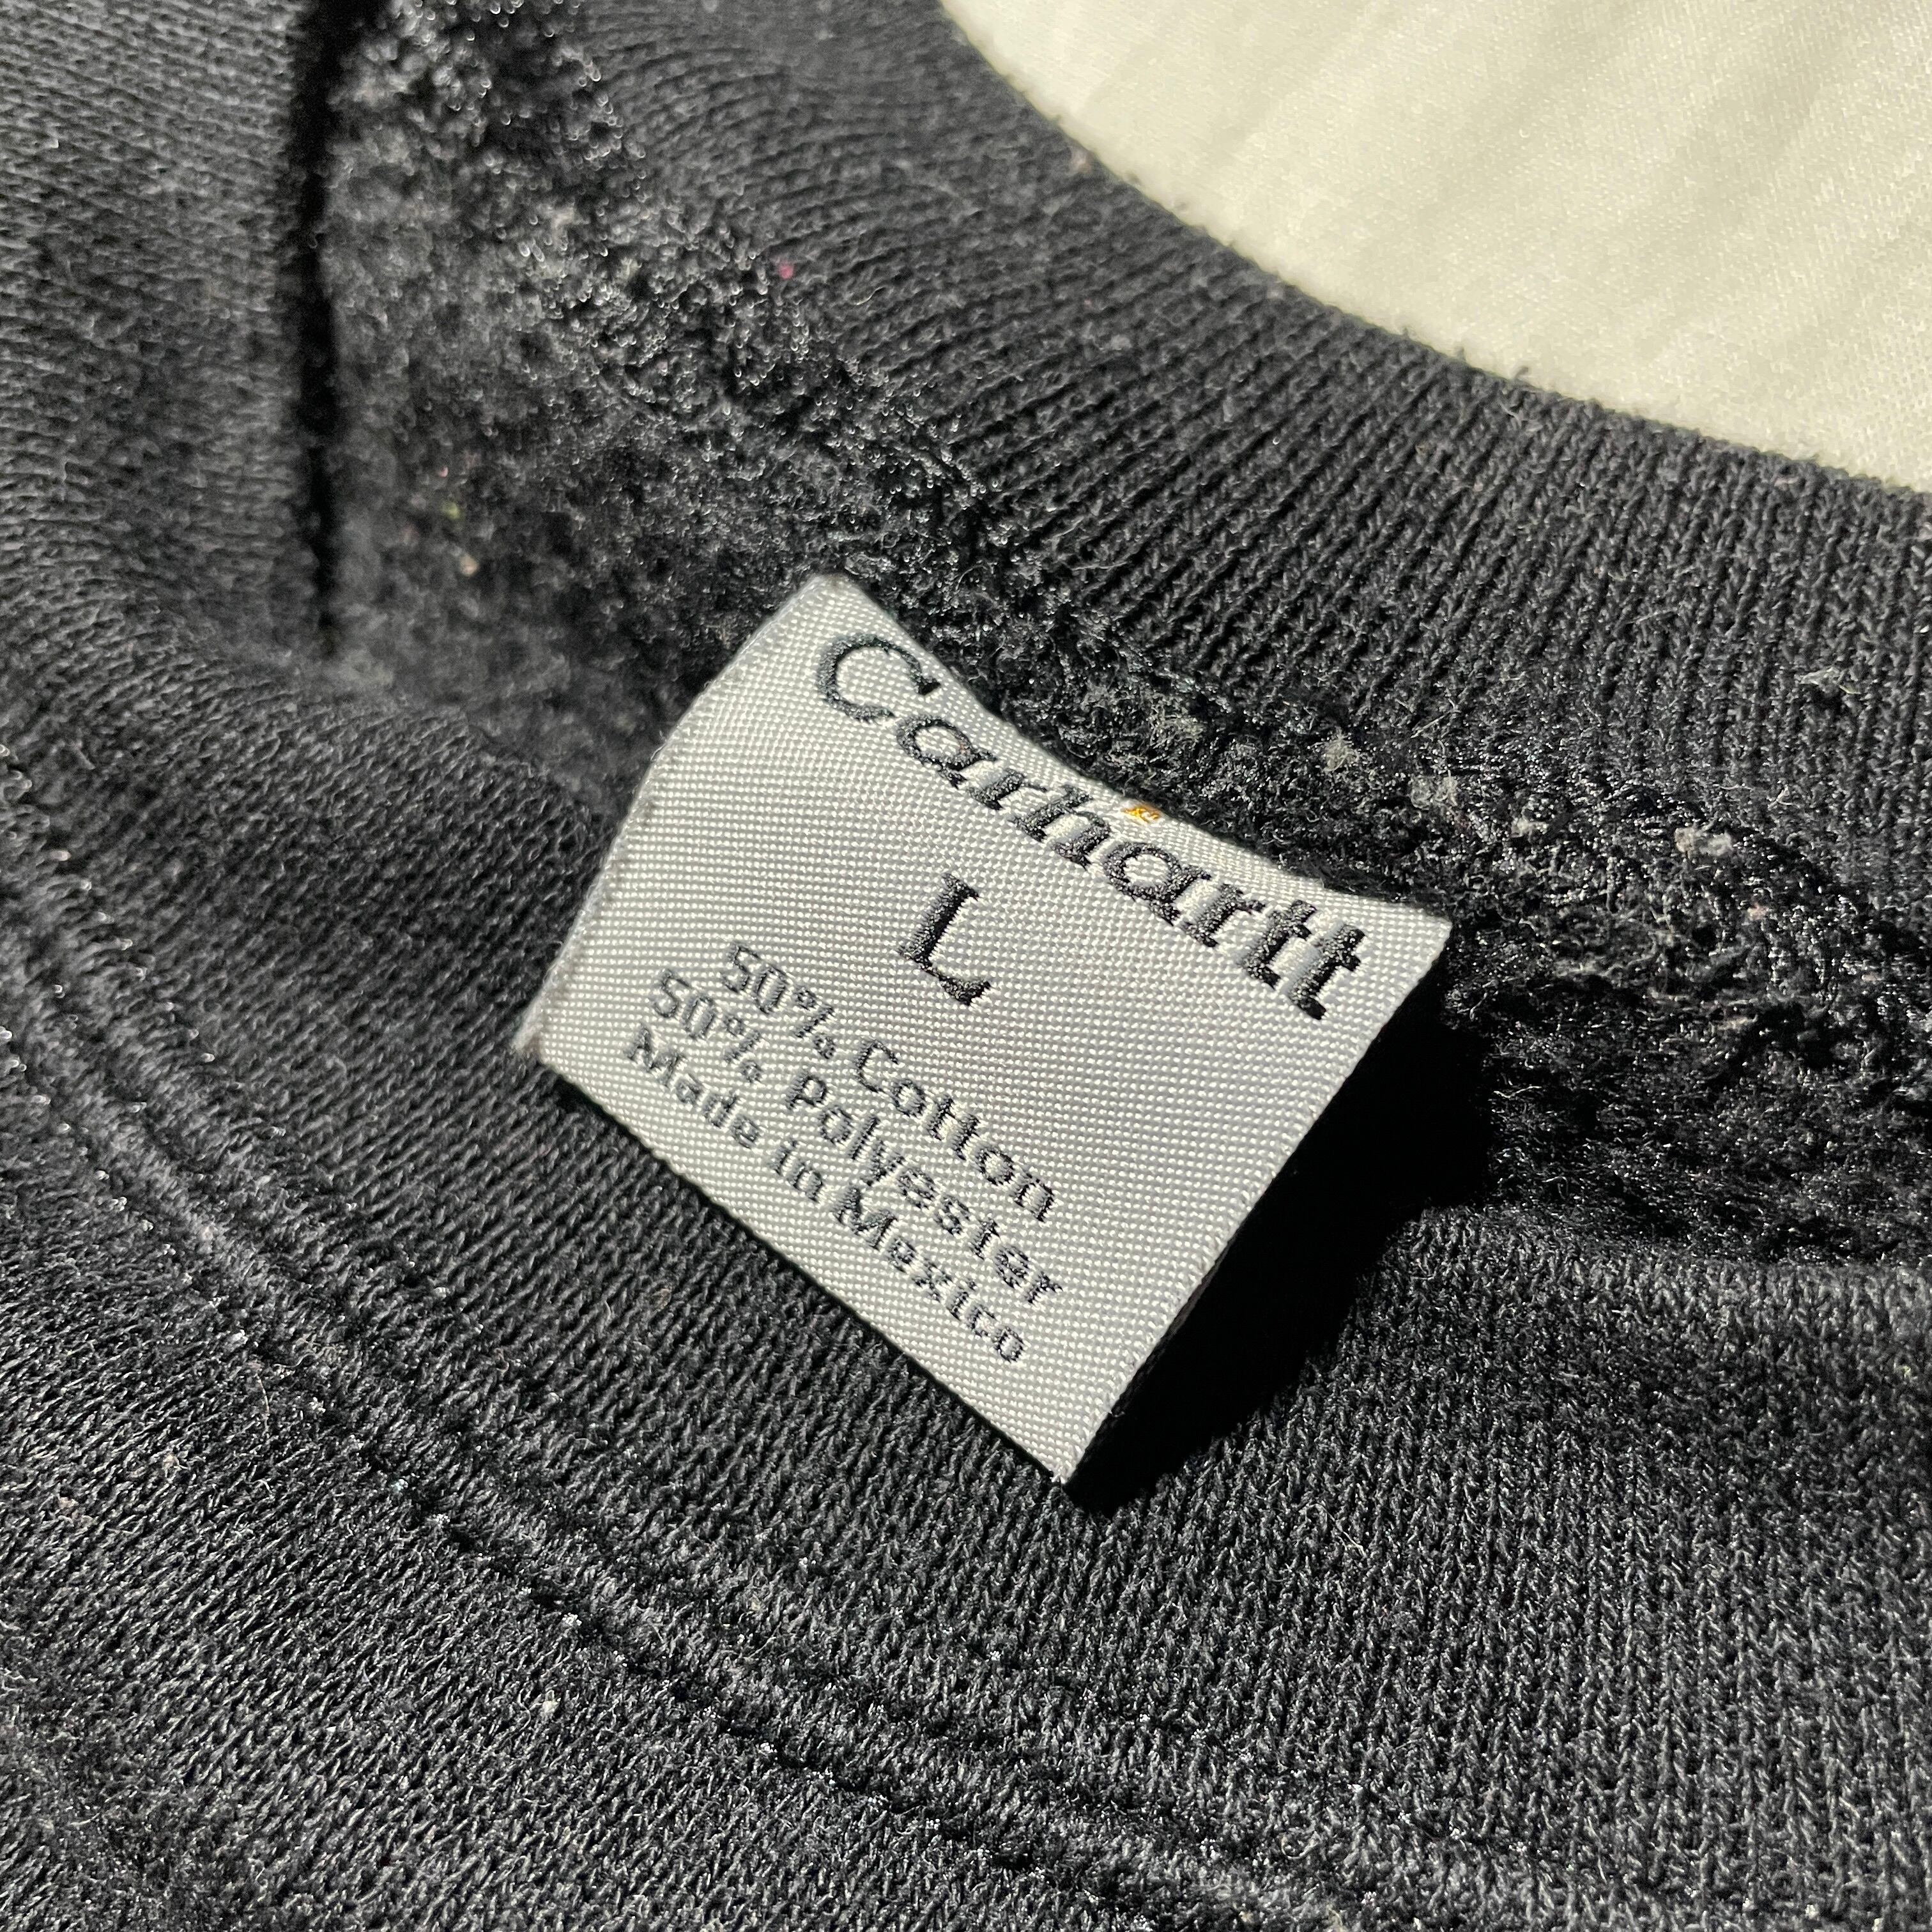 Carhartt
L
50% Cotton
50% Polyester
Made in Mexico